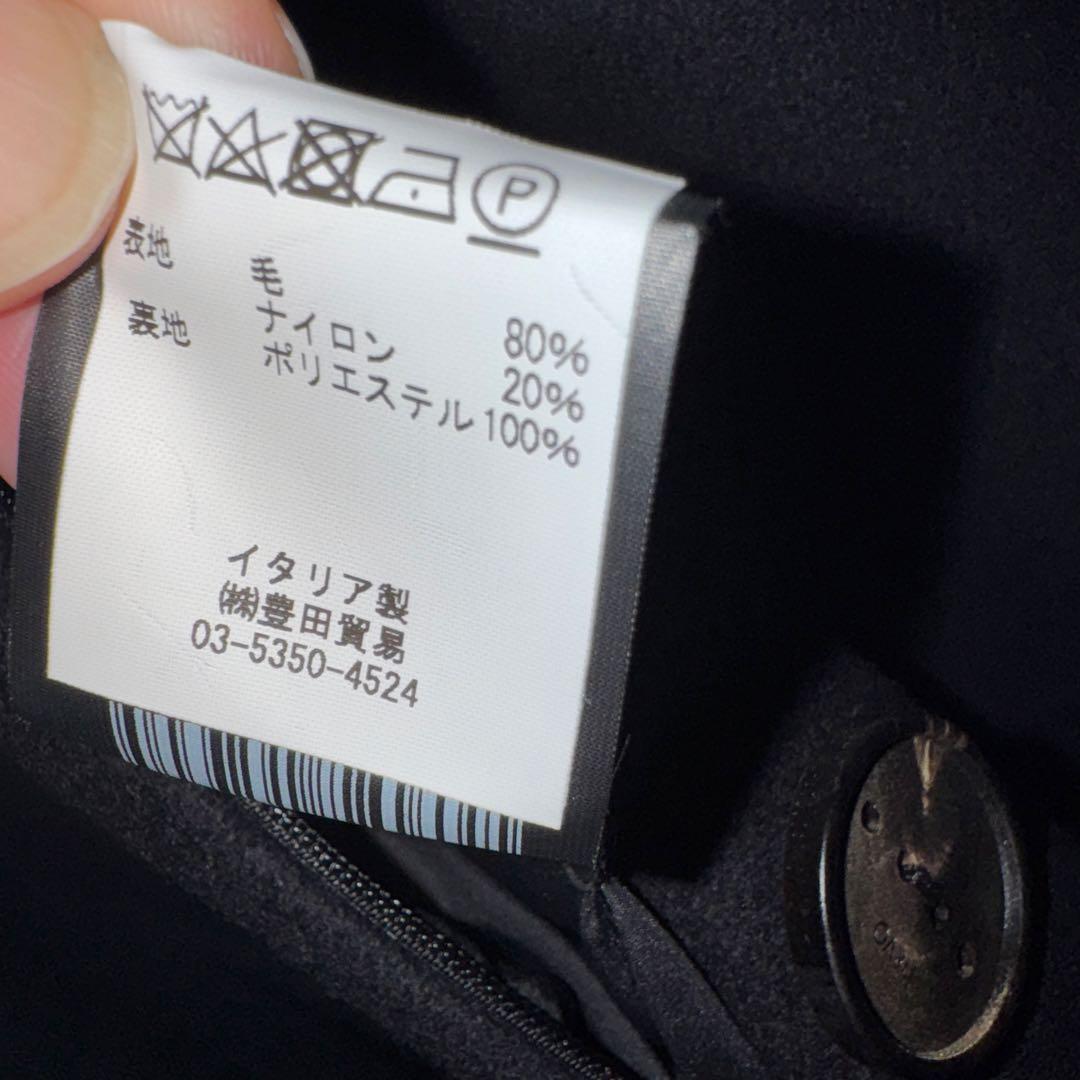 P
表地 毛 80%
ナイロン 20%
裏地 ポリエステル 100%
イタリア製
㈱豊田貿易
03-5350-4524